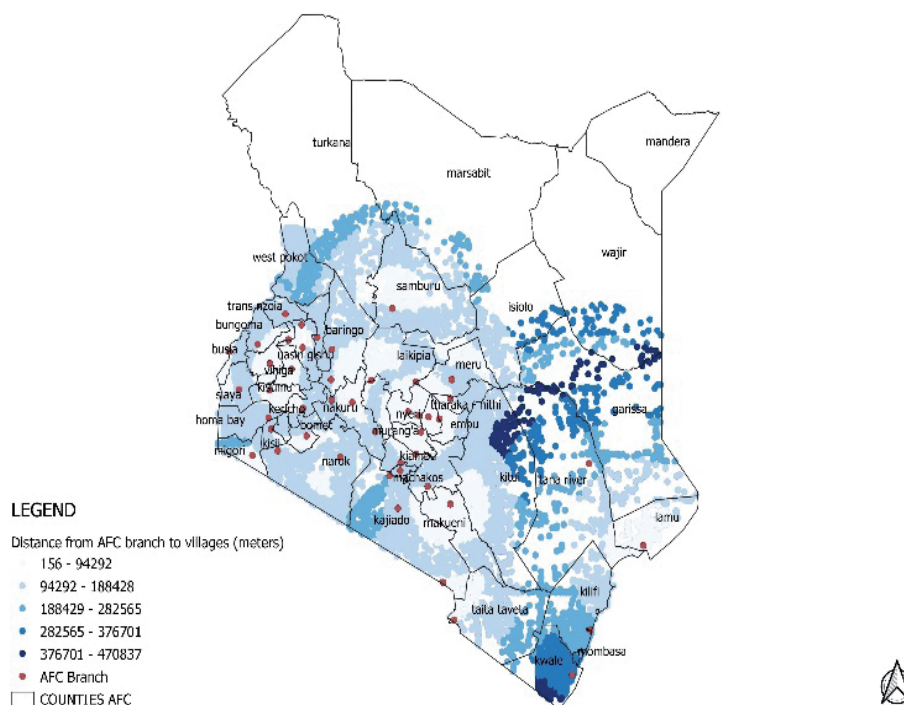 turkana
mandera
marsabit
wajir
west pokot
samburu
isiolo
trans nzoia
bungoma
baringo
busia
uasin gishu
laikipia
meru
vihiga
kisumu
siaya
nakuru
tharaka - nithi
garissa
kericho
nyeri
homa bay
bomet
embu
murang'a
kisii
migori
narok
kiambu
kitui
tana river
machakos
lamu
kajiado
makueni
kilifi
taita taveta
mombasa
kwale
LEGEND
Distance from AFC branch to villages (meters)
156 - 94292
94292 - 188428
188429 - 282565
282565 - 376701
376701 - 470837
AFC Branch
COUNTIES AFC